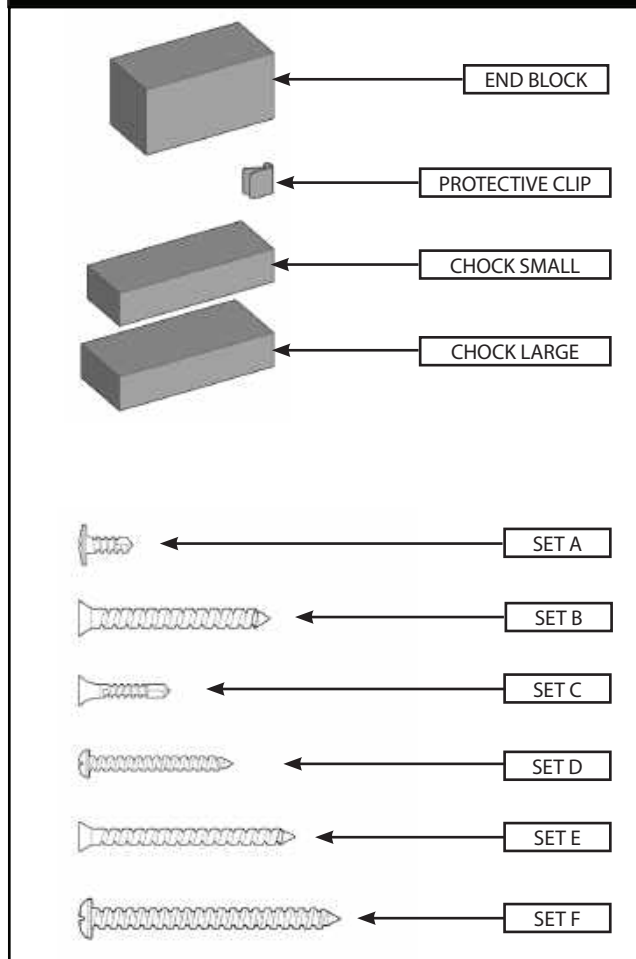 END BLOCK
PROTECTIVE CLIP
CHOCK SMALL
CHOCK LARGE
SET A
SET B
SET C
SET D
SET E
SET F